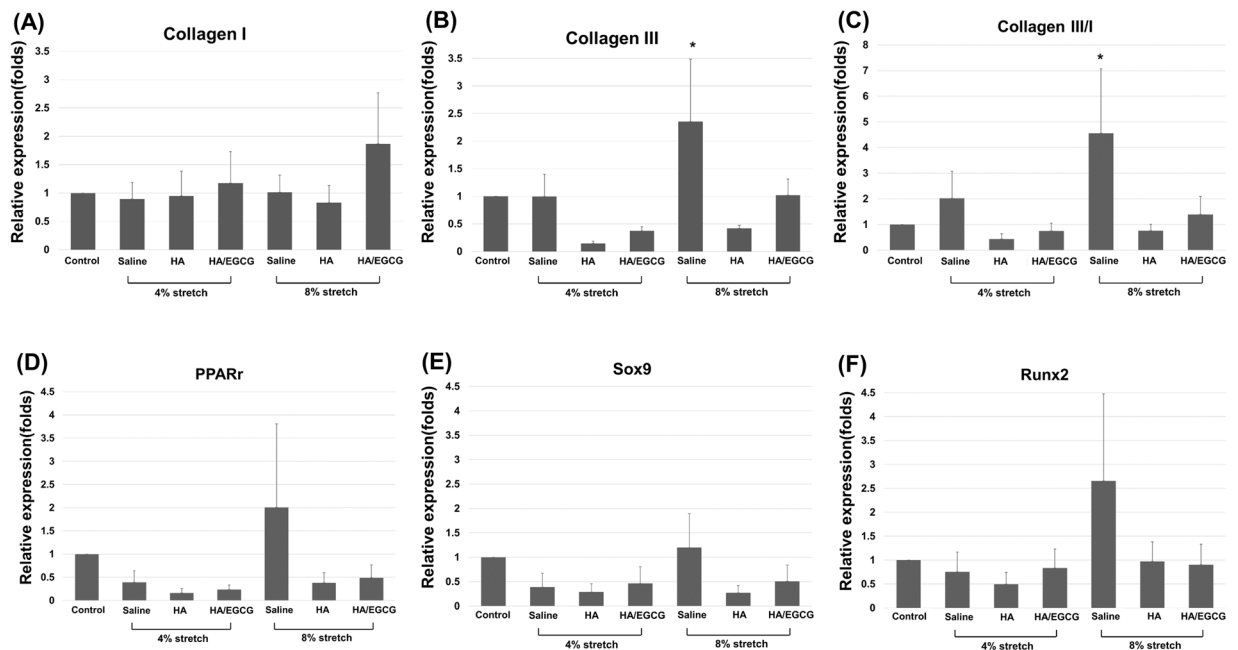 (A)
Collagen I
Relative expression(folds)
3.5
3
2.5
2
1.5
1
0.5
0
Control Saline HA HA/EGCG Saline HA HA/EGCG
4% stretch 8% stretch
(B)
Collagen III
Relative expression(folds)
*
3.5
3
2.5
2
1.5
1
0.5
0
Control Saline HA HA/EGCG Saline HA HA/EGCG
4% stretch 8% stretch
(C)
Collagen III/I
Relative expression(folds)
*
8
7
6
5
4
3
2
1
0
Control Saline HA HA/EGCG Saline HA HA/EGCG
4% stretch 8% stretch
(D)
PPARr
Relative expression(folds)
4.5
4
3.5
3
2.5
2
1.5
1
0.5
0
Control Saline HA HA/EGCG Saline HA HA/EGCG
4% stretch 8% stretch
(E)
Sox9
Relative expression(folds)
4.5
4
3.5
3
2.5
2
1.5
1
0.5
0
Control Saline HA HA/EGCG Saline HA HA/EGCG
4% stretch 8% stretch
(F)
Runx2
Relative expression(folds)
4.5
4
3.5
3
2.5
2
1.5
1
0.5
0
Control Saline HA HA/EGCG Saline HA HA/EGCG
4% stretch 8% stretch